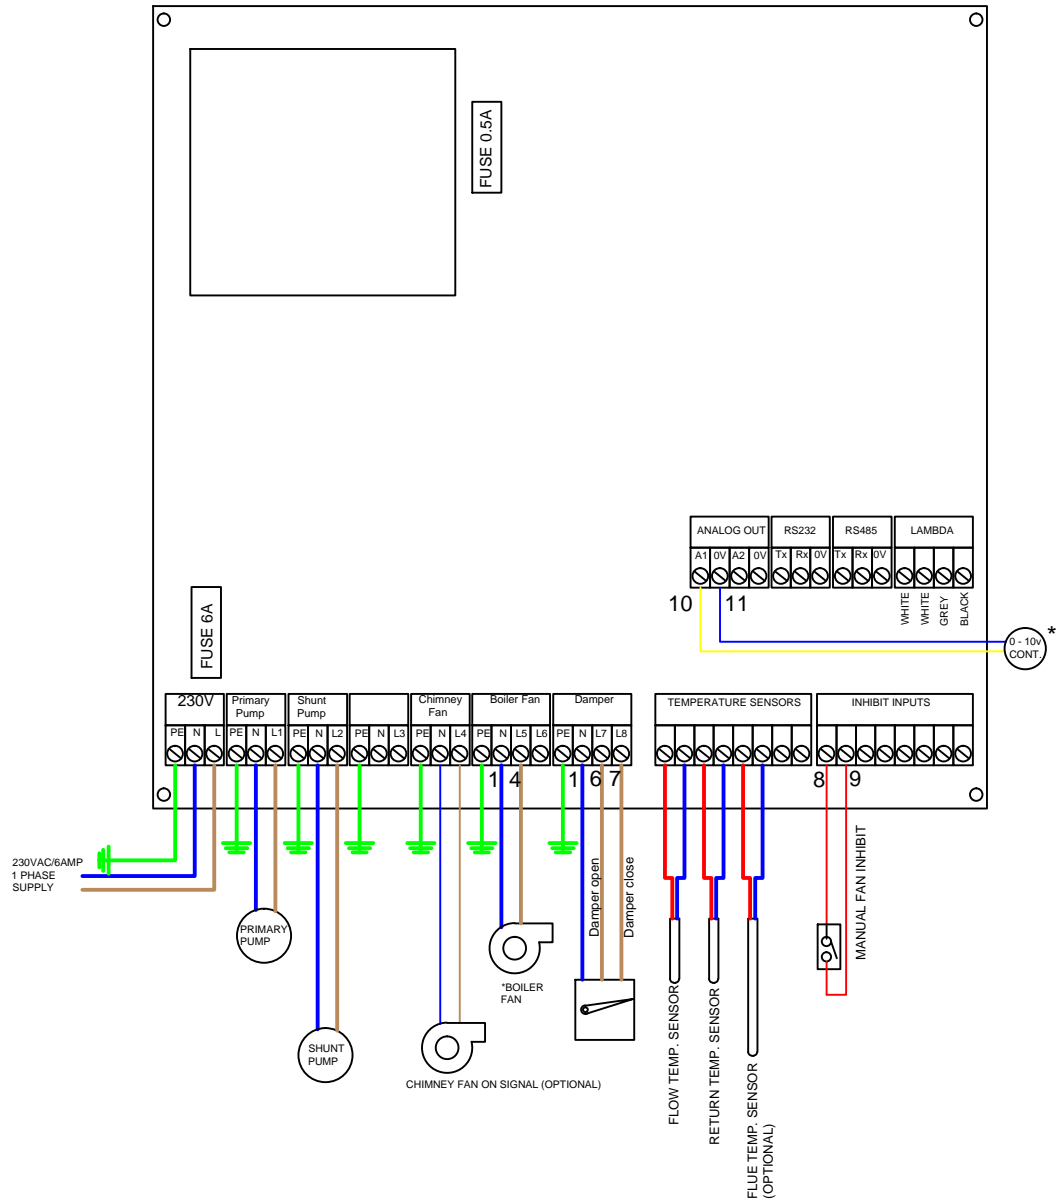 FUSE 0.5A
ANALOG OUT
RS232
RS485
LAMBDA
A1 0V A2 0V
Tx Rx 0V
Tx Rx 0V
10
11
WHITE
WHITE
GREY
BLACK
0 - 10v
CONT.
*
FUSE 6A
230V
Primary
Pump
Shunt
Pump
Chimney
Fan
Boiler Fan
Damper
TEMPERATURE SENSORS
INHIBIT INPUTS
PE N L
PE N L1
PE N L2
PE N L3
PE N L4
PE N L5 L6
PE N L7 L8
1 4
1 6 7
8 9
230VAC/6AMP
1 PHASE
SUPPLY
PRIMARY
PUMP
SHUNT
PUMP
*BOILER
FAN
CHIMNEY FAN ON SIGNAL (OPTIONAL)
Damper open
Damper close
FLOW TEMP. SENSOR
RETURN TEMP. SENSOR
FLUE TEMP. SENSOR
(OPTIONAL)
MANUAL FAN INHIBIT